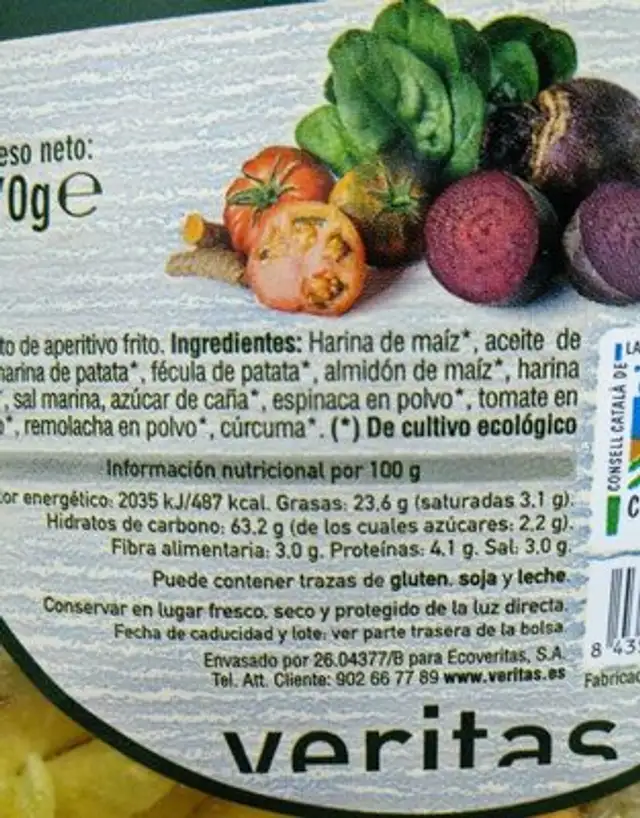 eso neto:
0g e
to de aperitivo frito. Ingredientes: Harina de maíz*, aceite de
harina de patata*, fécula de patata*, almidón de maíz*, harina
*, sal marina, azúcar de caña*, espinaca en polvo*, tomate en
*, remolacha en polvo*, cúrcuma*. (*) De cultivo ecológico
Información nutricional por 100 g
or energético: 2035 kJ/487 kcal. Grasas: 23,6 g (saturadas 3,1 g).
Hidratos de carbono: 63,2 g (de los cuales azúcares: 2,2 g).
Fibra alimentaria: 3,0 g. Proteínas: 4,1 g. Sal: 3,0 g.
Puede contener trazas de gluten, soja y leche.
Conservar en lugar fresco, seco y protegido de la luz directa.
Fecha de caducidad y lote: ver parte trasera de la bolsa.
Envasado por 26.04377/B para Ecoveritas, S.A.
Tel. Att. Cliente: 902 66 77 89 www.veritas.es
veritas
LA
CONSELL CATALÀ DE
C
8 43
Fabricad